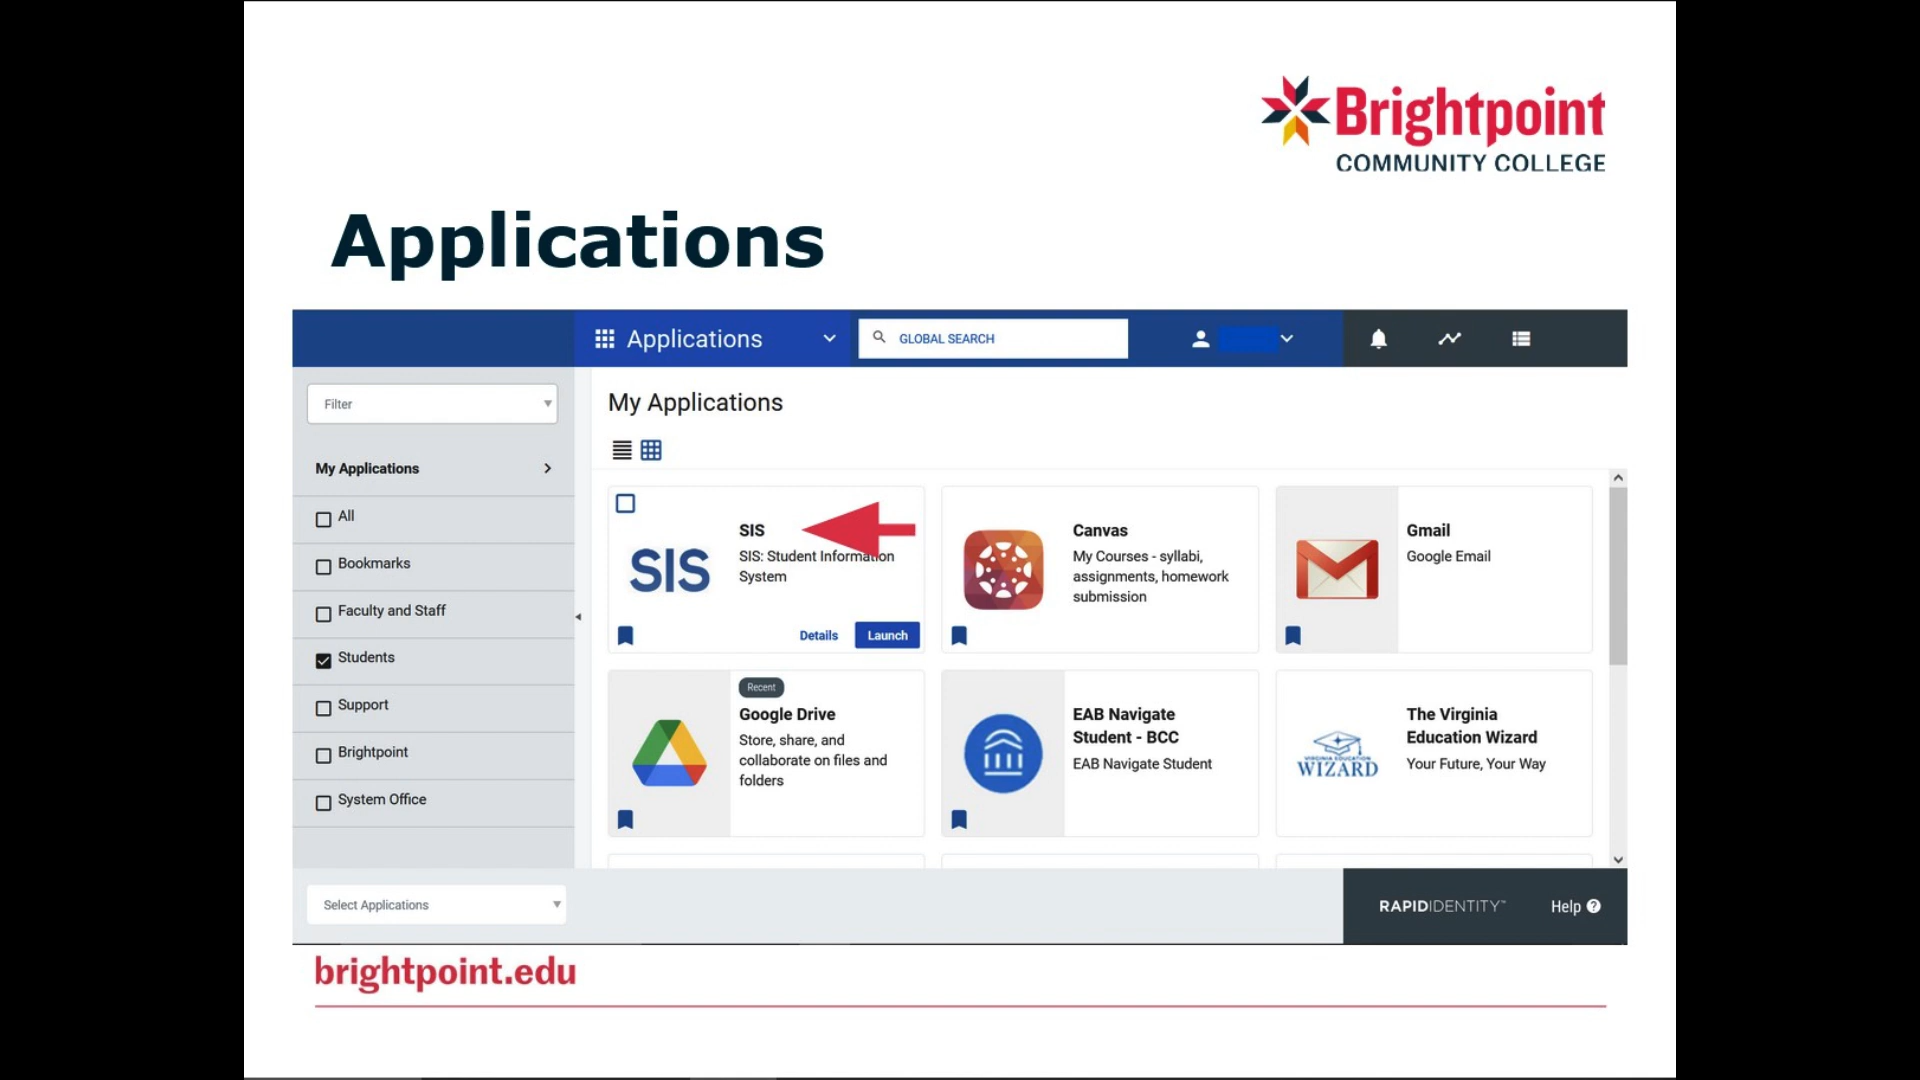 Brightpoint
COMMUNITY COLLEGE
Applications
Applications
GLOBAL SEARCH
Filter
My Applications
All
Bookmarks
Faculty and Staff
Students
Support
Brightpoint
System Office
My Applications
SIS
SIS
SIS: Student Information
System
Details
Launch
Canvas
My Courses - syllabi,
assignments, homework
submission
Gmail
Google Email
Recent
Google Drive
Store, share, and
collaborate on files and
folders
EAB Navigate
Student - BCC
EAB Navigate Student
VIRGINIA EDUCATION
WIZARD
The Virginia
Education Wizard
Your Future, Your Way
Select Applications
RAPIDIDENTITY™
Help ?
brightpoint.edu